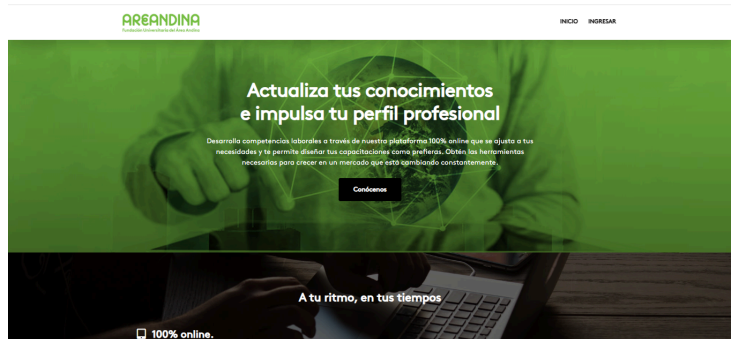 AREANDINA
Fundación Universitaria del Área Andina
INICIO INGRESAR
Actualiza tus conocimientos
e impulsa tu perfil profesional
Desarrolla competencias laborales a través de nuestra plataforma 100% online que se ajusta a tus
necesidades y te permite diseñar tus capacitaciones como prefieras. Obtén las herramientas
necesarias para crecer en un mercado que está cambiando constantemente.
Conócenos
A tu ritmo, en tus tiempos
100% online.